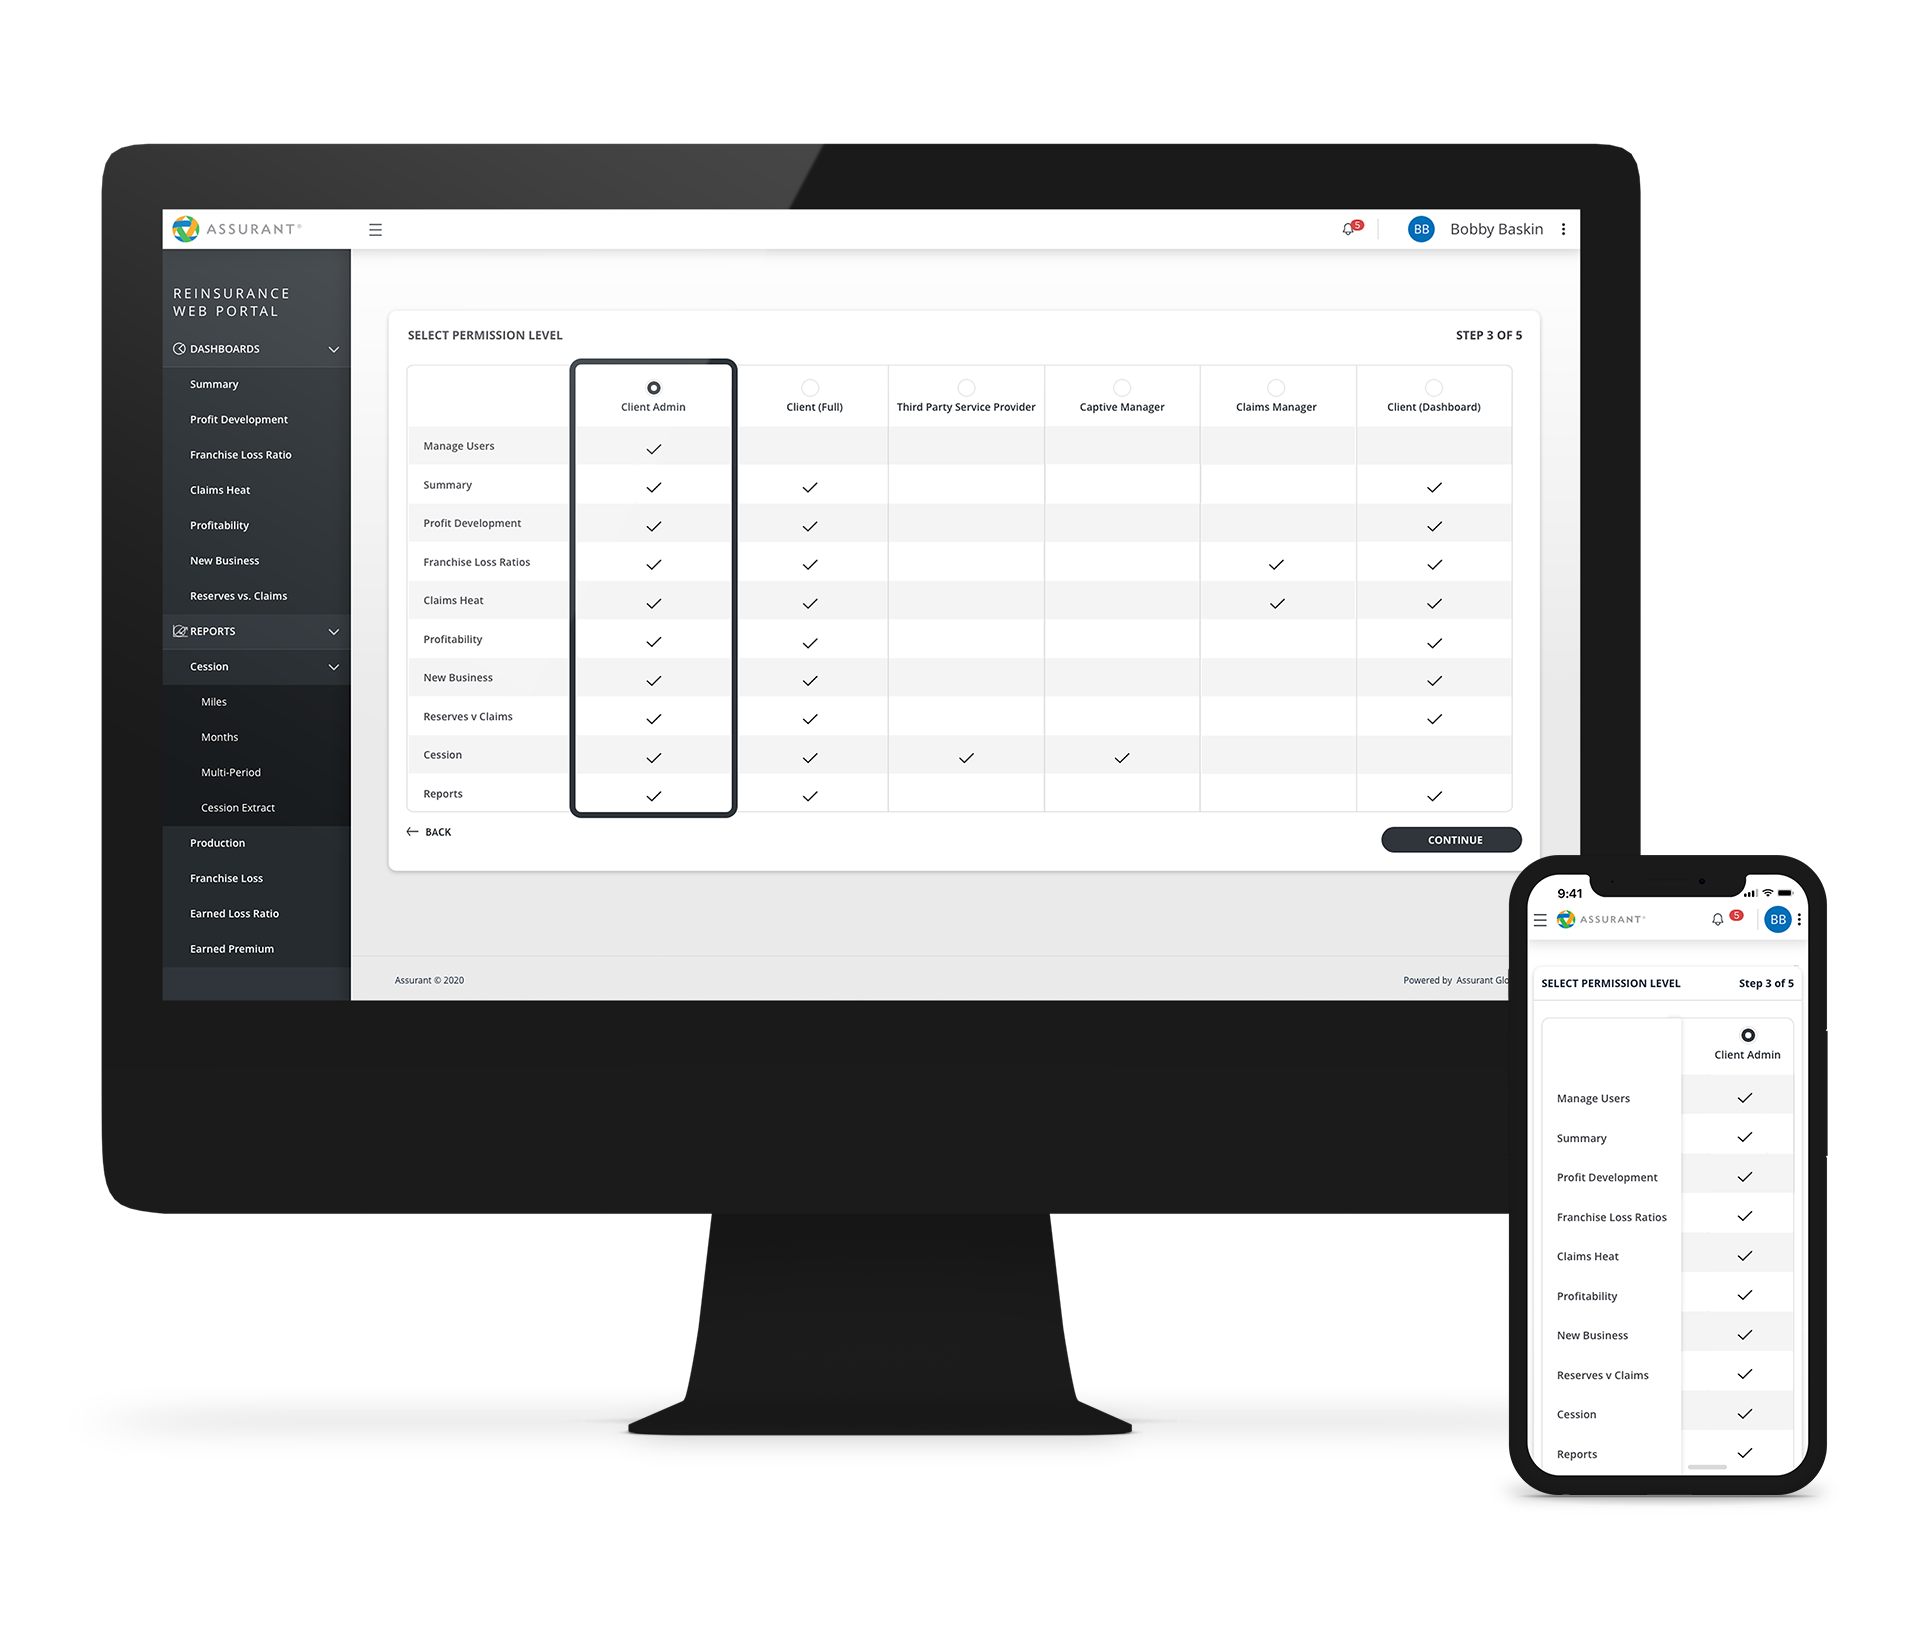 ASSURANT®
5
BB
Bobby Baskin
REINSURANCE
WEB PORTAL
DASHBOARDS
Summary
Profit Development
Franchise Loss Ratio
Claims Heat
Profitability
New Business
Reserves vs. Claims
REPORTS
Cession
Miles
Months
Multi-Period
Cession Extract
Production
Franchise Loss
Earned Loss Ratio
Earned Premium
SELECT PERMISSION LEVEL
STEP 3 OF 5
Client Admin
Client (Full)
Third Party Service Provider
Captive Manager
Claims Manager
Client (Dashboard)
Manage Users
Summary
Profit Development
Franchise Loss Ratios
Claims Heat
Profitability
New Business
Reserves v Claims
Cession
Reports
BACK
CONTINUE
Assurant © 2020
Powered by Assurant Glo
9:41
ASSURANT®
5
BB
SELECT PERMISSION LEVEL
Step 3 of 5
Client Admin
Manage Users
Summary
Profit Development
Franchise Loss Ratios
Claims Heat
Profitability
New Business
Reserves v Claims
Cession
Reports